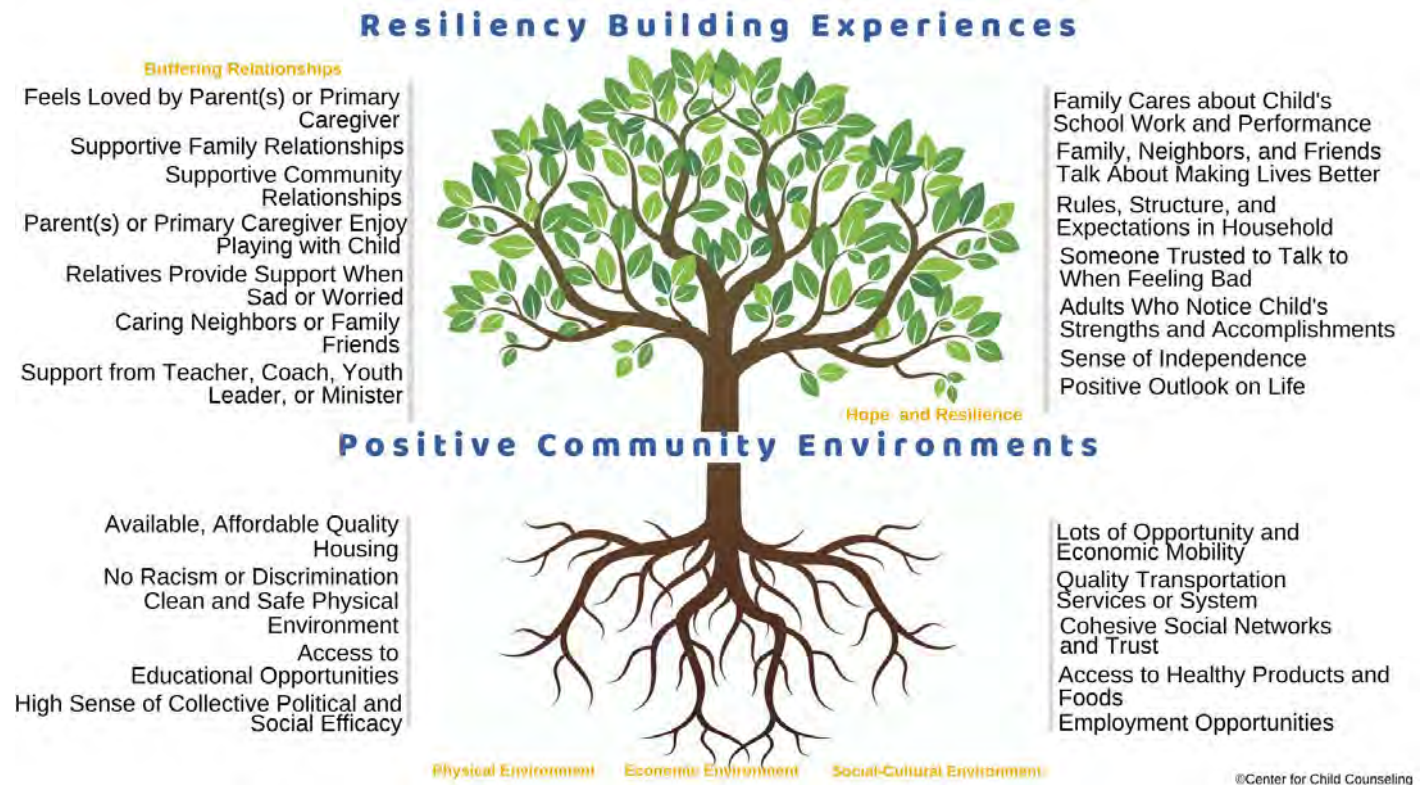 Resiliency Building Experiences
Buffering Relationships
Feels Loved by Parent(s) or Primary
Caregiver
Supportive Family Relationships
Supportive Community
Relationships
Parent(s) or Primary Caregiver Enjoy
Playing with Child
Relatives Provide Support When
Sad or Worried
Caring Neighbors or Family
Friends
Support from Teacher, Coach, Youth
Leader, or Minister
Family Cares about Child's
School Work and Performance
Family, Neighbors, and Friends
Talk About Making Lives Better
Rules, Structure, and
Expectations in Household
Someone Trusted to Talk to
When Feeling Bad
Adults Who Notice Child's
Strengths and Accomplishments
Sense of Independence
Positive Outlook on Life
Hope and Resilience
Positive Community Environments
Available, Affordable Quality
Housing
No Racism or Discrimination
Clean and Safe Physical
Environment
Access to
Educational Opportunities
High Sense of Collective Political and
Social Efficacy
Lots of Opportunity and
Economic Mobility
Quality Transportation
Services or System
Cohesive Social Networks
and Trust
Access to Healthy Products and
Foods
Employment Opportunities
Physical Environment
Economic Environment
Social-Cultural Environment
©Center for Child Counseling